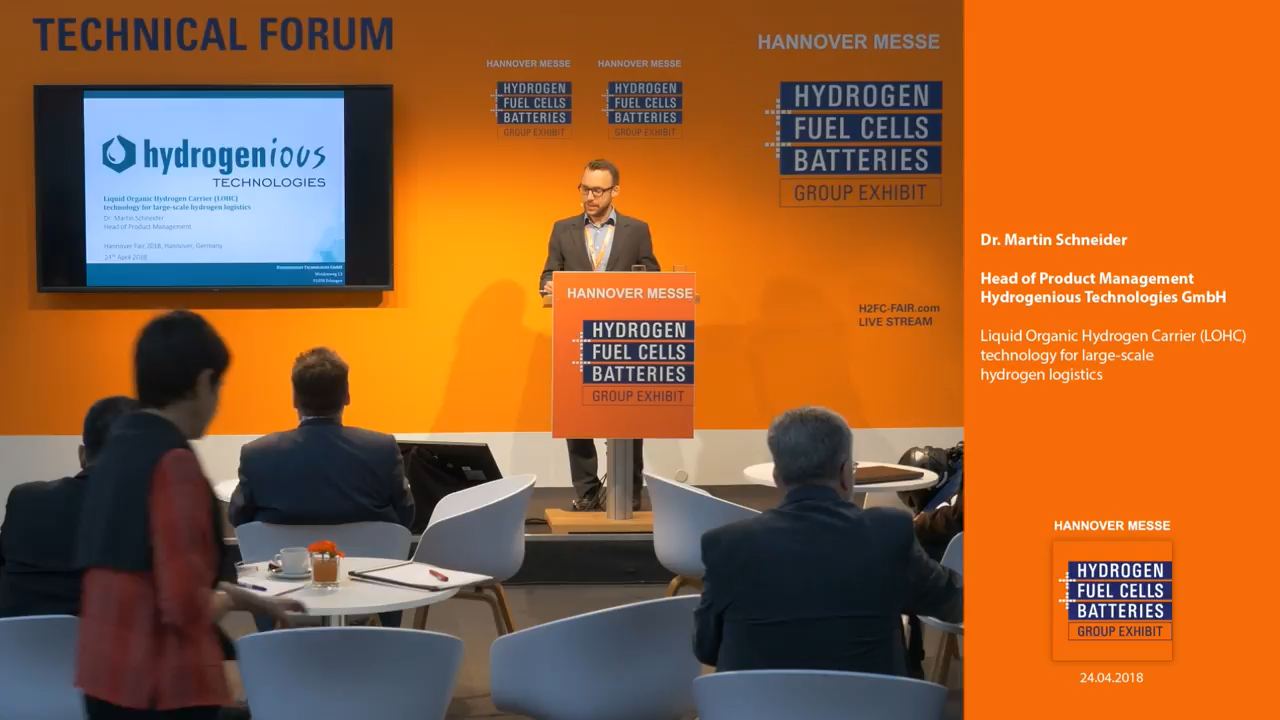 TECHNICAL FORUM
hydrogenious
TECHNOLOGIES
Liquid Organic Hydrogen Carrier (LOHC)
technology for large-scale hydrogen logistics
Dr. Martin Schneider
Head of Product Management
Hannover Fair 2018, Hannover, Germany
24th April 2018
HANNOVER MESSE
HYDROGEN
FUEL CELLS
BATTERIES
GROUP EXHIBIT
HANNOVER MESSE
HYDROGEN
FUEL CELLS
BATTERIES
GROUP EXHIBIT
HANNOVER MESSE
HYDROGEN
FUEL CELLS
BATTERIES
GROUP EXHIBIT
HANNOVER MESSE
HYDROGEN
FUEL CELLS
BATTERIES
GROUP EXHIBIT
H2FC-FAIR.com
LIVE STREAM
Dr. Martin Schneider
Head of Product Management
Hydrogenious Technologies GmbH
Liquid Organic Hydrogen Carrier (LOHC)
technology for large-scale
hydrogen logistics
HANNOVER MESSE
HYDROGEN
FUEL CELLS
BATTERIES
GROUP EXHIBIT
24.04.2018